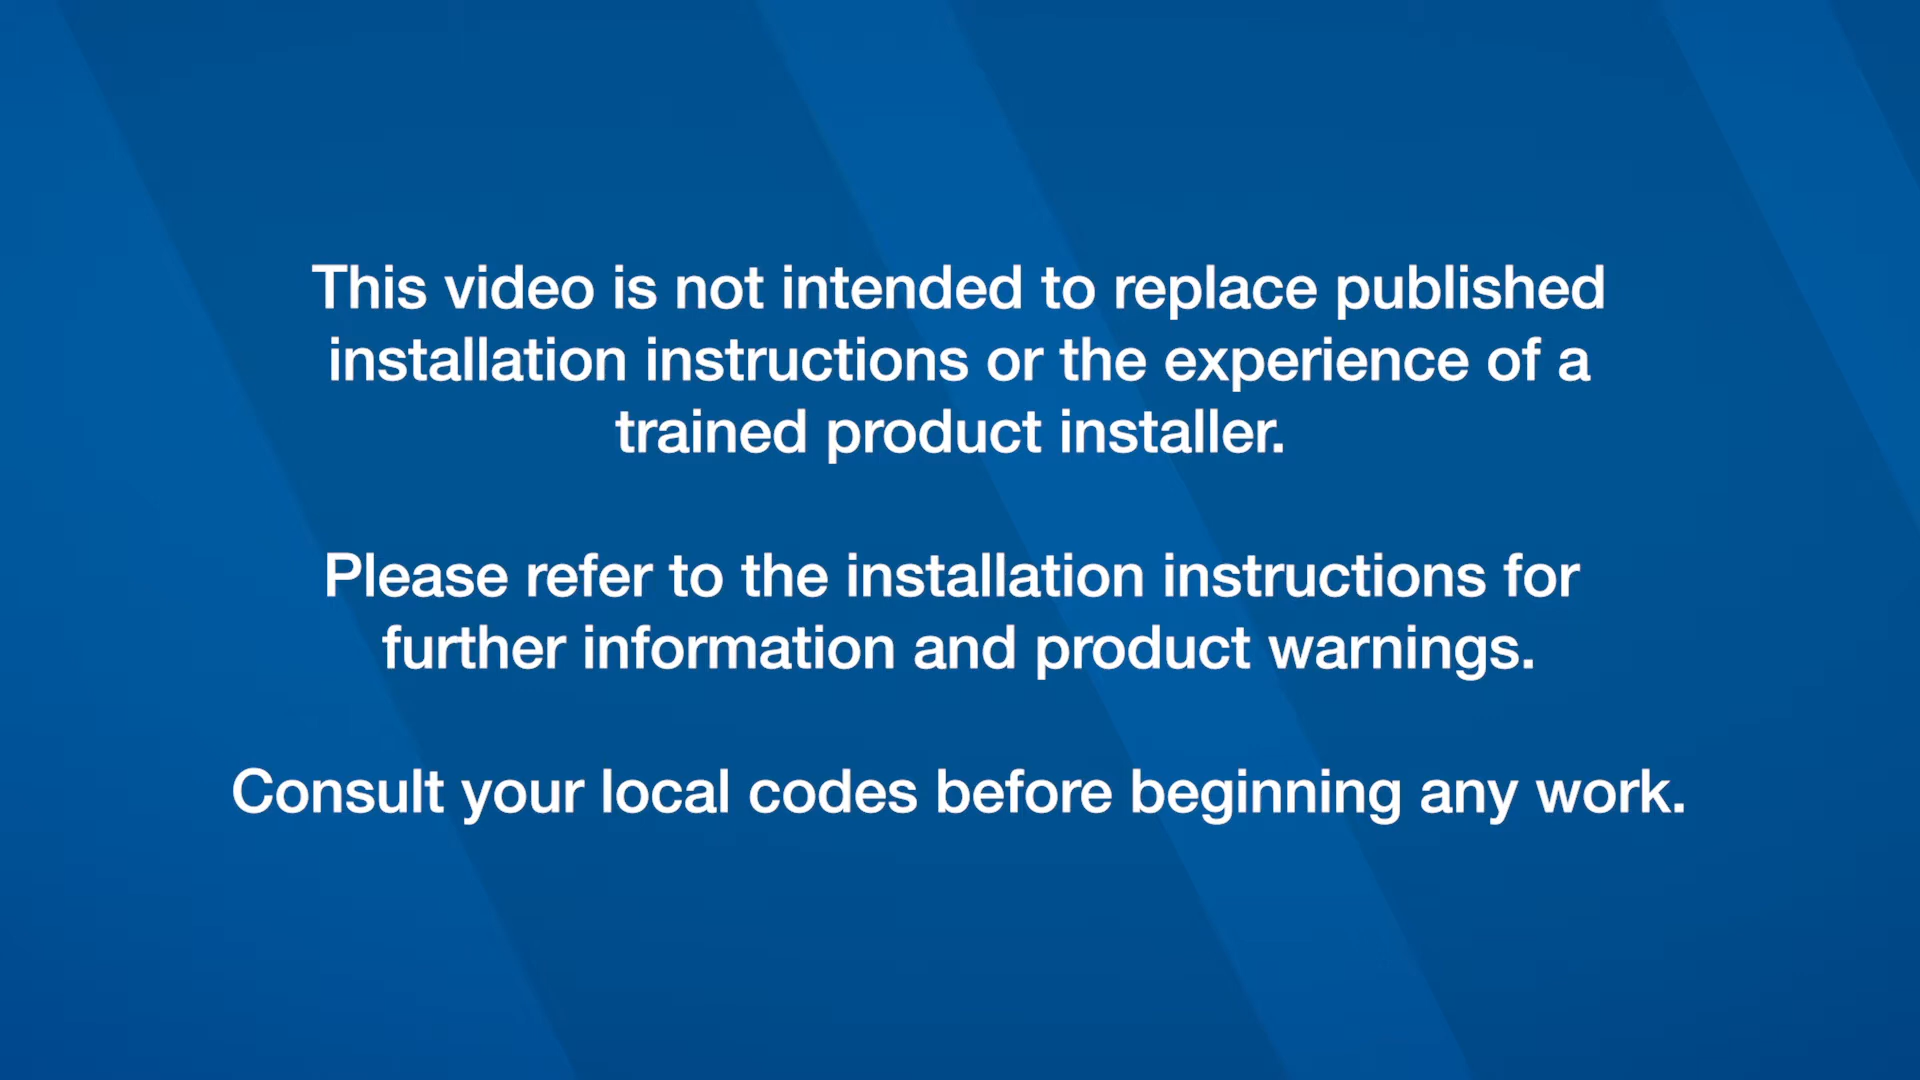 This video is not intended to replace published
installation instructions or the experience of a
trained product installer.
Please refer to the installation instructions for
further information and product warnings.
Consult your local codes before beginning any work.